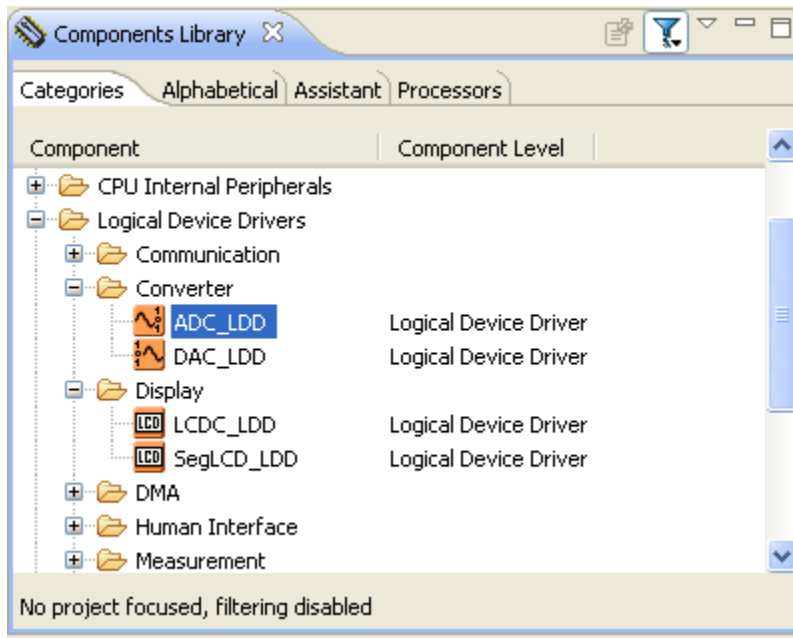 Components Library
Categories Alphabetical Assistant Processors
Component Component Level
CPU Internal Peripherals
Logical Device Drivers
Communication
Converter
ADC_LDD Logical Device Driver
DAC_LDD Logical Device Driver
Display
LCD LCDC_LDD Logical Device Driver
LCD SegLCD_LDD Logical Device Driver
DMA
Human Interface
Measurement
No project focused, filtering disabled